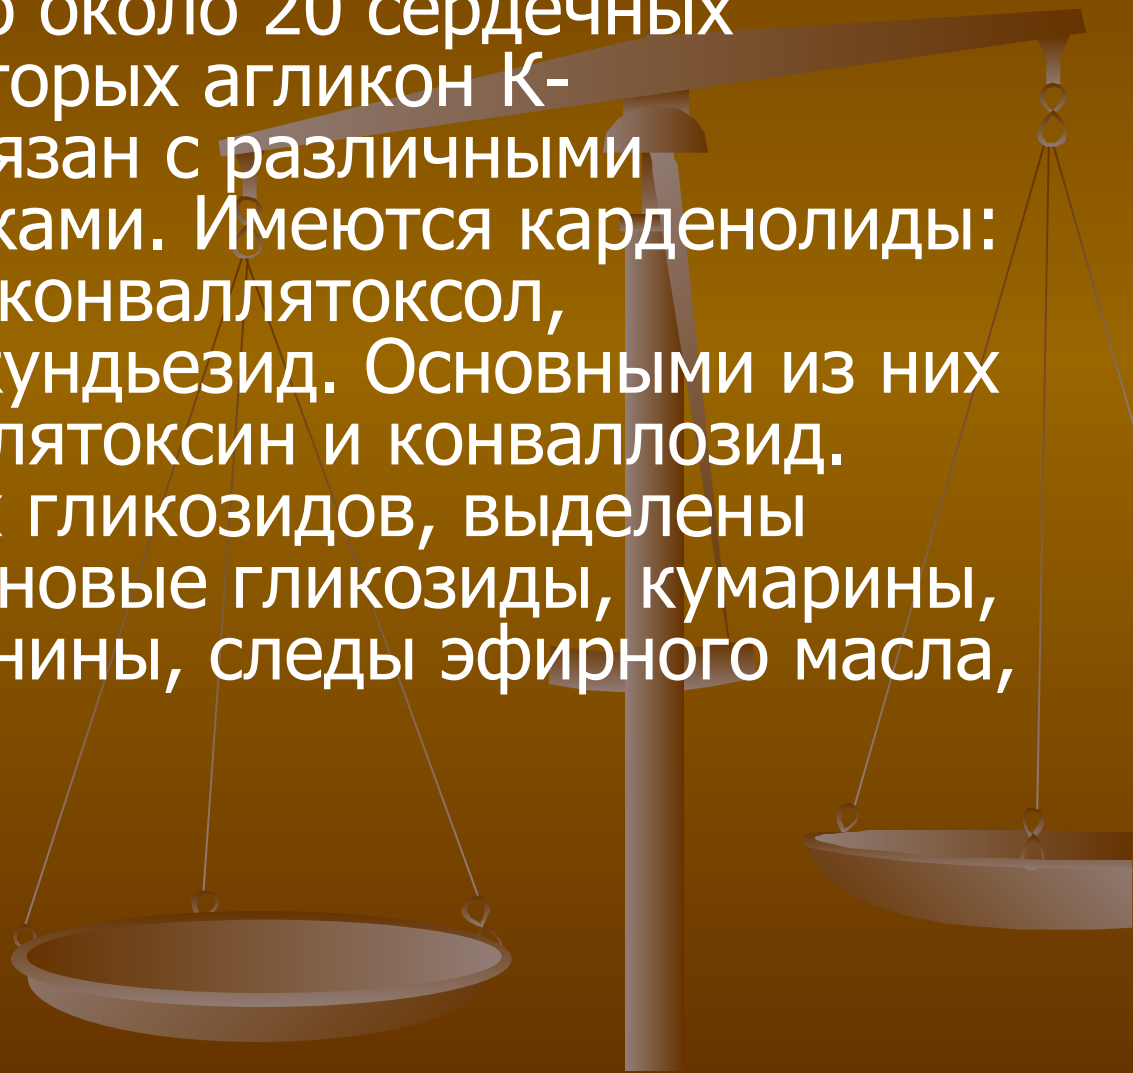 о около 20 сердечных
торых агликон К-
язан с различными
ками. Имеются карденолиды:
конваллятоксол,
кундьезид. Основными из них
лятоксин и конваллозид.
х гликозидов, выделены
новые гликозиды, кумарины,
нины, следы эфирного масла,